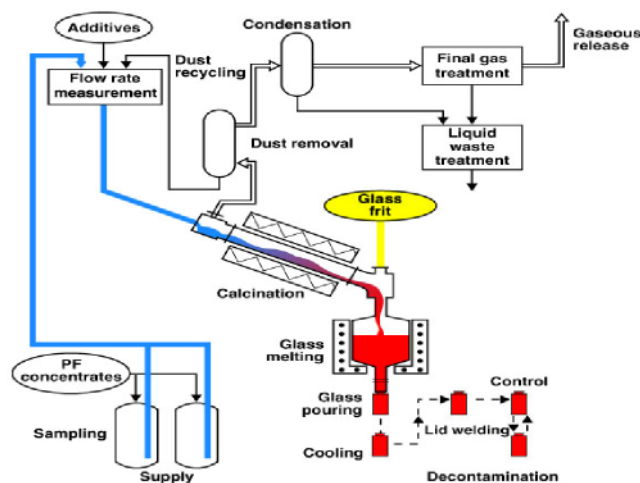 Additives
Condensation
Gaseous
release
Dust
recycling
Flow rate
measurement
Final gas
treatment
Dust removal
Liquid
waste
treatment
Glass
frit
Calcination
Glass
melting
PF
concentrates
Glass
pouring
Control
Sampling
Lid welding
Cooling
Supply
Decontamination